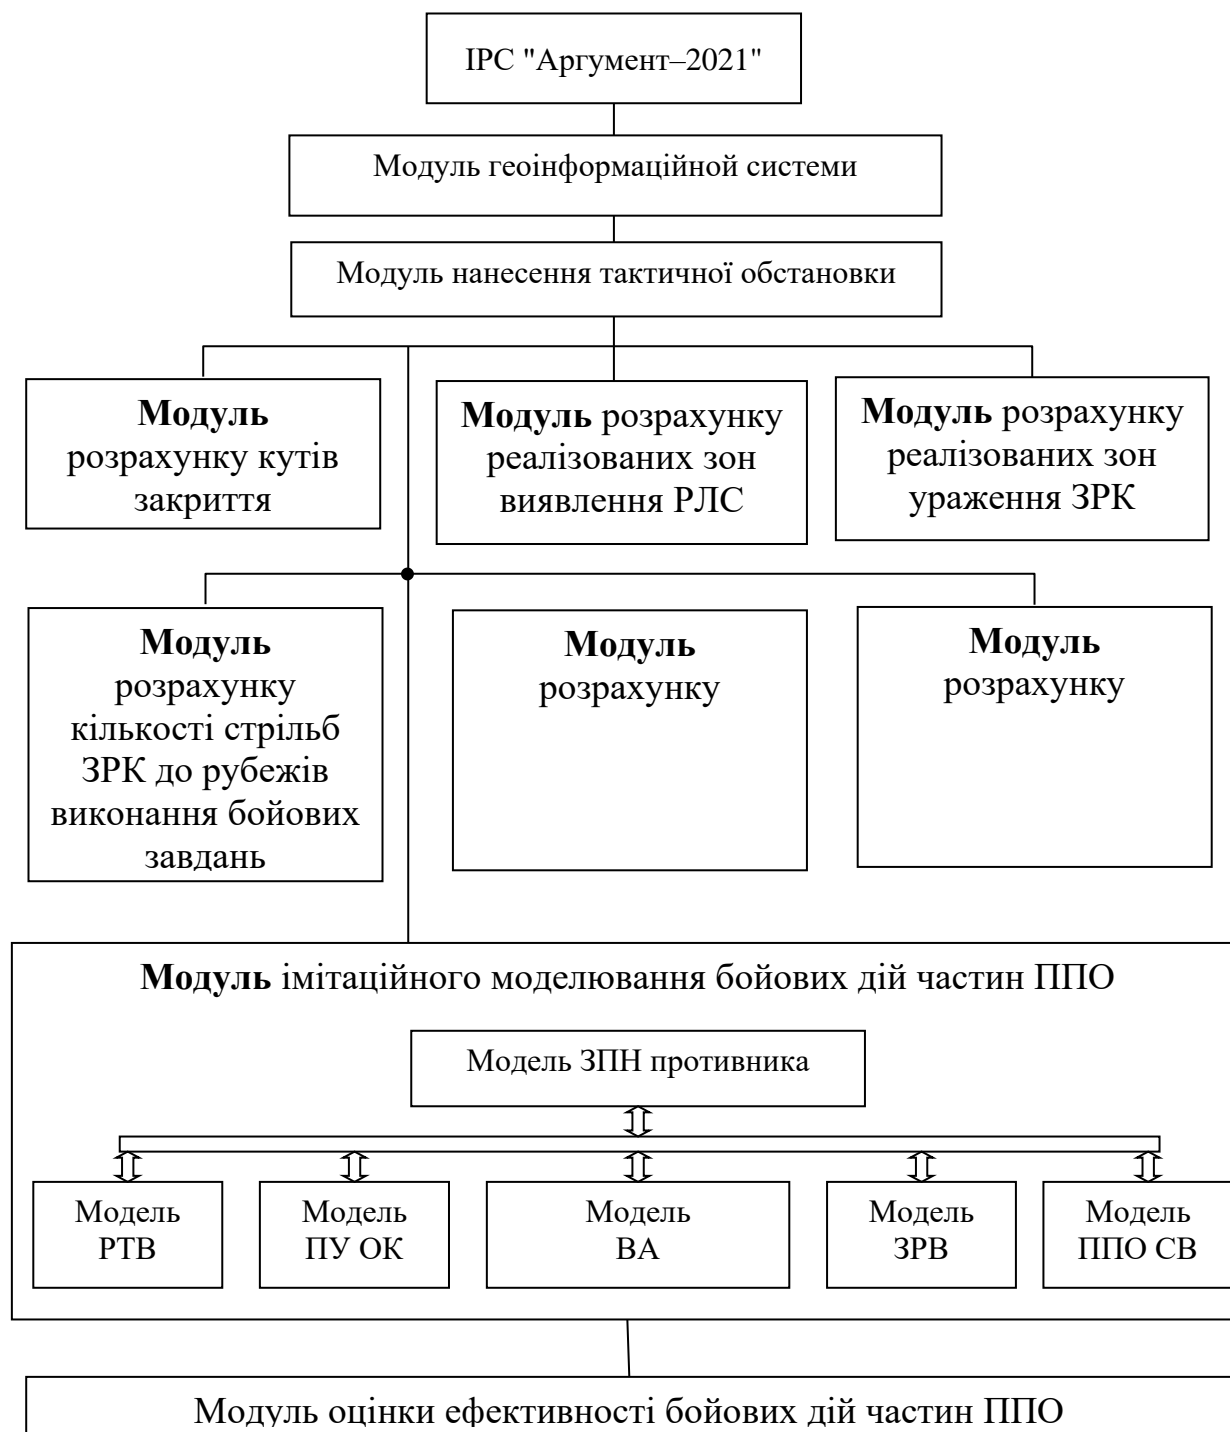 ІРС "Аргумент–2021"
Модуль геоінформаційної системи
Модуль нанесення тактичної обстановки
Модуль
розрахунку кутів
закриття
Модуль розрахунку
реалізованих зон
виявлення РЛС
Модуль розрахунку
реалізованих зон
ураження ЗРК
Модуль
розрахунку
кількості стрільб
ЗРК до рубежів
виконання бойових
завдань
Модуль
розрахунку
Модуль
розрахунку
Модуль імітаційного моделювання бойових дій частин ППО
Модель ЗПН противника
Модель
РТВ
Модель
ПУ ОК
Модель
ВА
Модель
ЗРВ
Модель
ППО СВ
Модуль оцінки ефективності бойових дій частин ППО